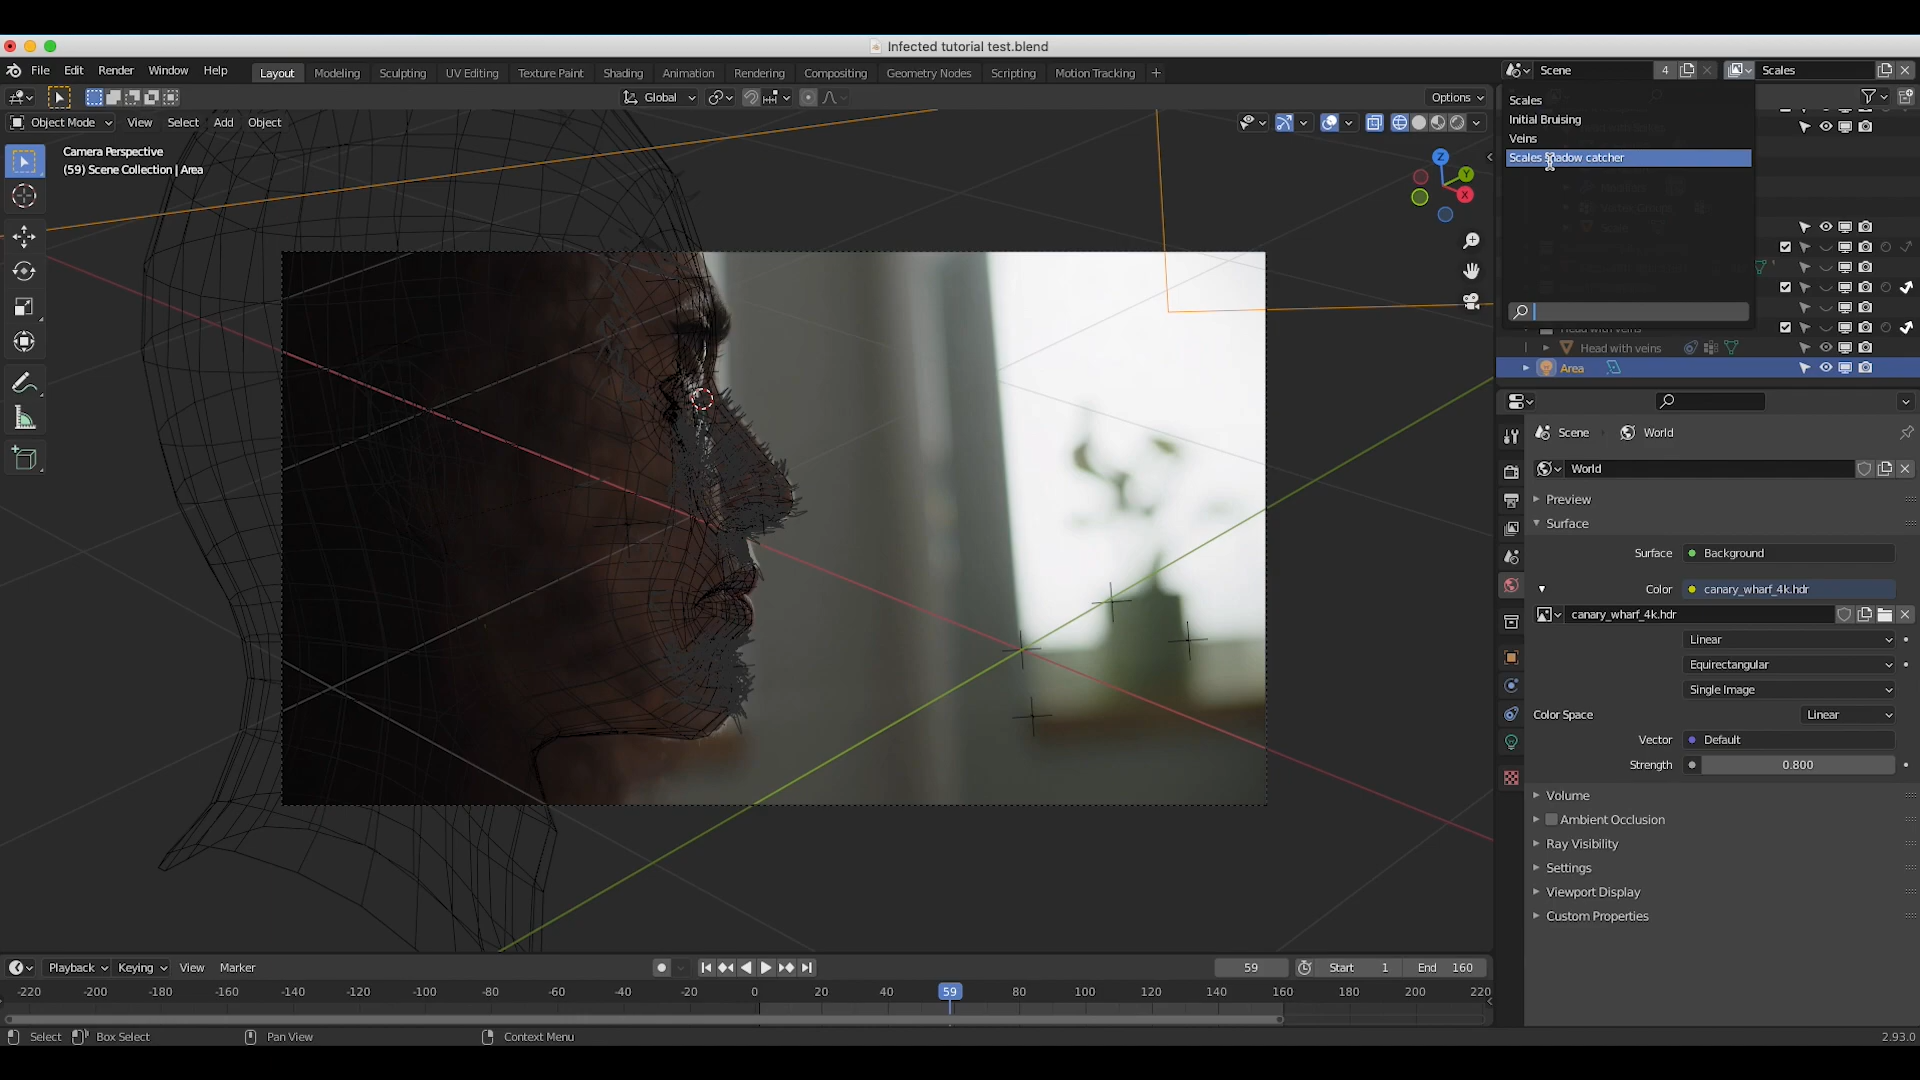 Infected tutorial test.blend
File Edit Render Window Help Layout Modeling Sculpting UV Editing Texture Paint Shading Animation Rendering Compositing Geometry Nodes Scripting Motion Tracking + Scene 4 Scales
Global Options
Object Mode View Select Add Object
Camera Perspective
(59) Scene Collection | Area
Scales
Initial Bruising
Veins
Scales Shadow catcher
Z
Y
X
Head with veins
Head with veins
Area
Scene World
World
Preview
Surface
Surface Background
Color canary_wharf_4k.hdr
canary_wharf_4k.hdr
Linear
Equirectangular
Single Image
Color Space Linear
Vector Default
Strength 0.800
Volume
Ambient Occlusion
Ray Visibility
Settings
Viewport Display
Custom Properties
Playback Keying View Marker 59 Start 1 End 160
-220 -200 -180 -160 -140 -120 -100 -80 -60 -40 -20 0 20 40 59 80 100 120 140 160 180 200 220
Select Box Select Pan View Context Menu 2.93.0